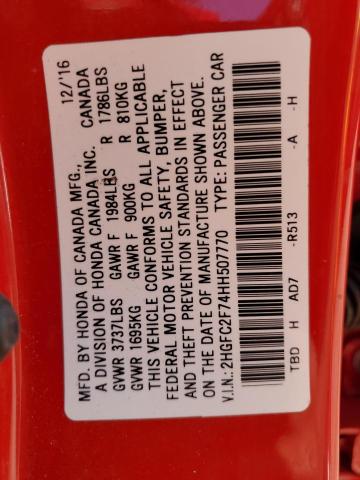 MFD. BY HONDA OF CANADA MFG., 12/'16
A DIVISION OF HONDA CANADA INC. CANADA
GVWR 3737LBS GAWR F 1984LBS R 1786LBS
GVWR 1695KG GAWR F 900KG R 810KG
THIS VEHICLE CONFORMS TO ALL APPLICABLE
FEDERAL MOTOR VEHICLE SAFETY, BUMPER,
AND THEFT PREVENTION STANDARDS IN EFFECT
ON THE DATE OF MANUFACTURE SHOWN ABOVE.
V.I.N.: 2HGFC2F74HH507770 TYPE: PASSENGER CAR
TBD H AD7 -R513 -A -H